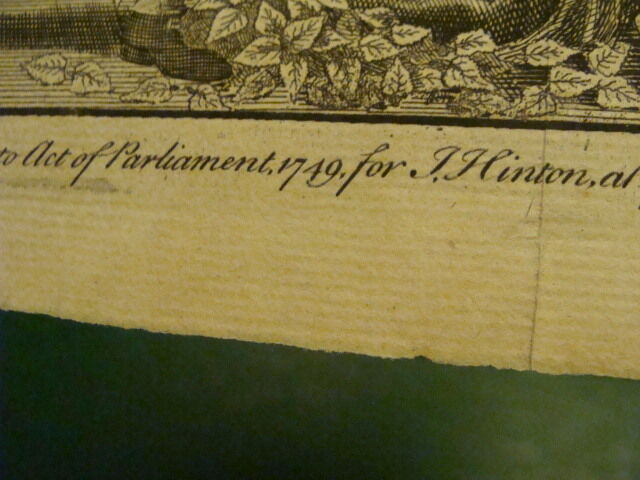 to Act of Parliament, 1749, for J. Hinton, at